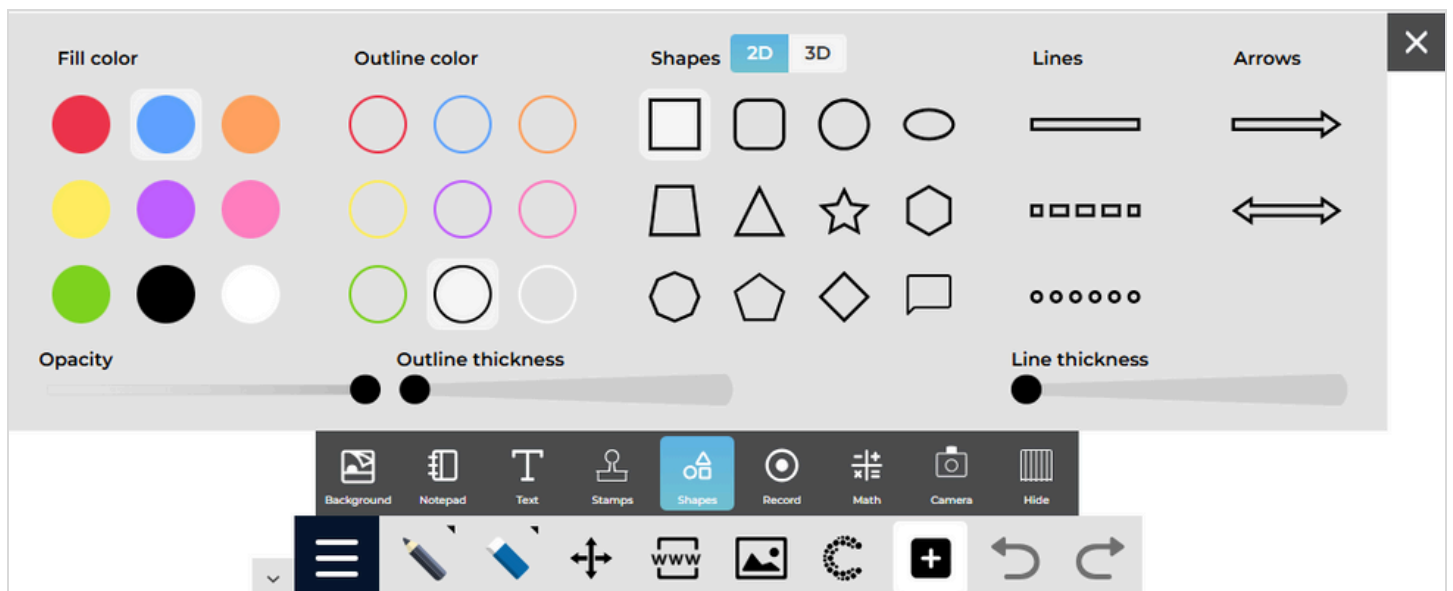 Fill color
Outline color
Shapes 2D 3D
Lines
Arrows
Opacity
Outline thickness
Line thickness
Background Notepad Text Stamps Shapes Record Math Camera Hide
www